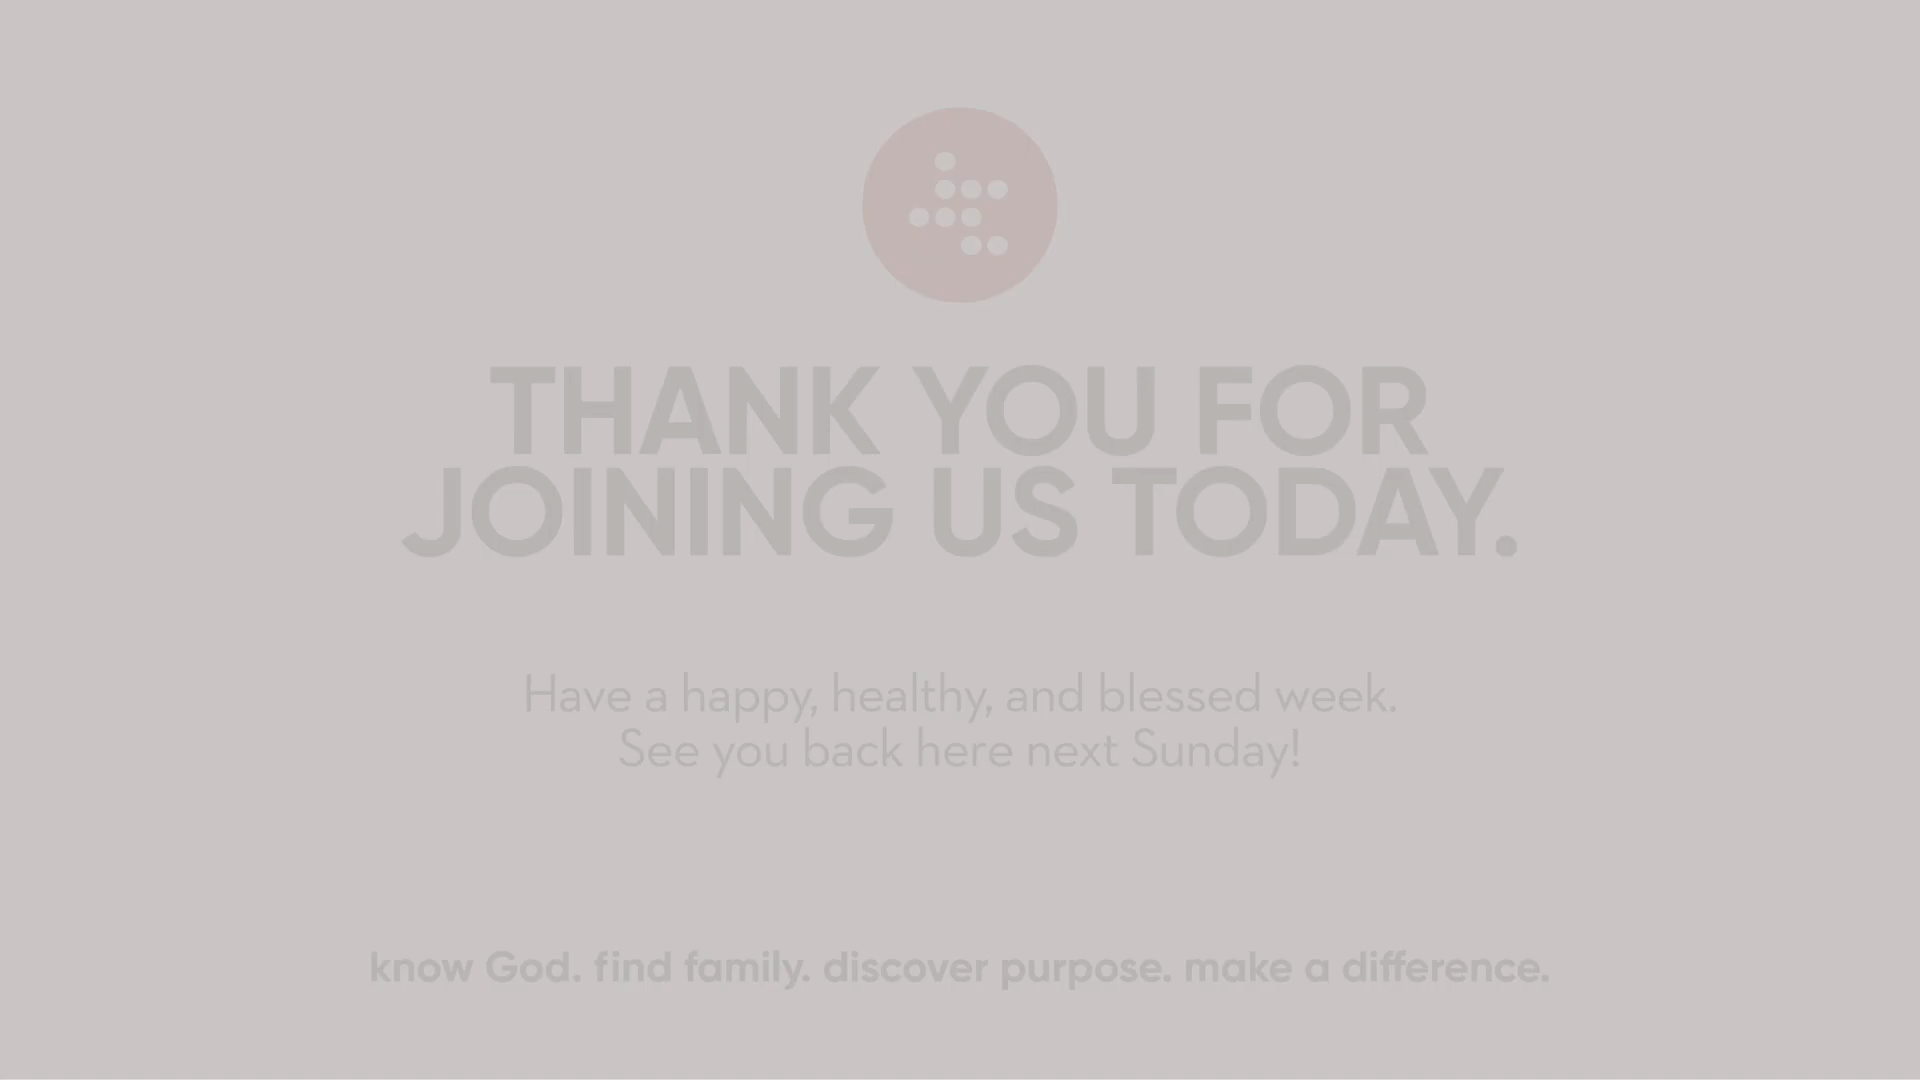 THANK YOU FOR
JOINING US TODAY.
Have a happy, healthy, and blessed week.
See you back here next Sunday!
know God. find family. discover purpose. make a difference.